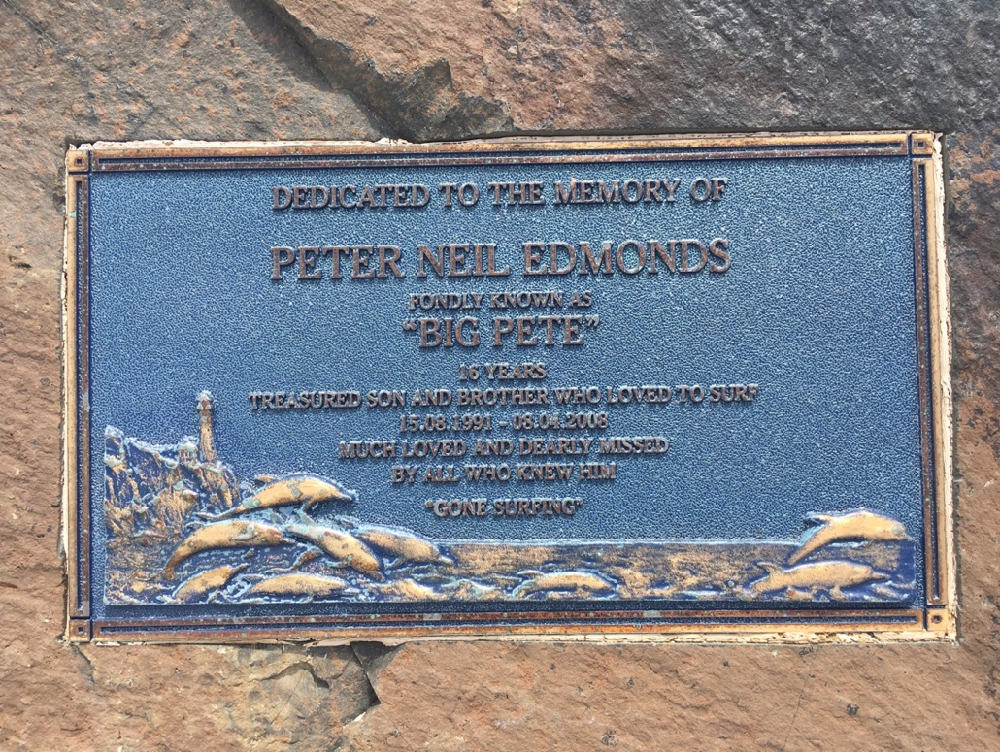 DEDICATED TO THE MEMORY OF
PETER NEIL EDMONDS
FONDLY KNOWN AS
"BIG PETE"
16 YEARS
TREASURED SON AND BROTHER WHO LOVED TO SURF
15.08.1991 - 08.04.2008
MUCH LOVED AND DEARLY MISSED
BY ALL WHO KNEW HIM
"GONE SURFING"